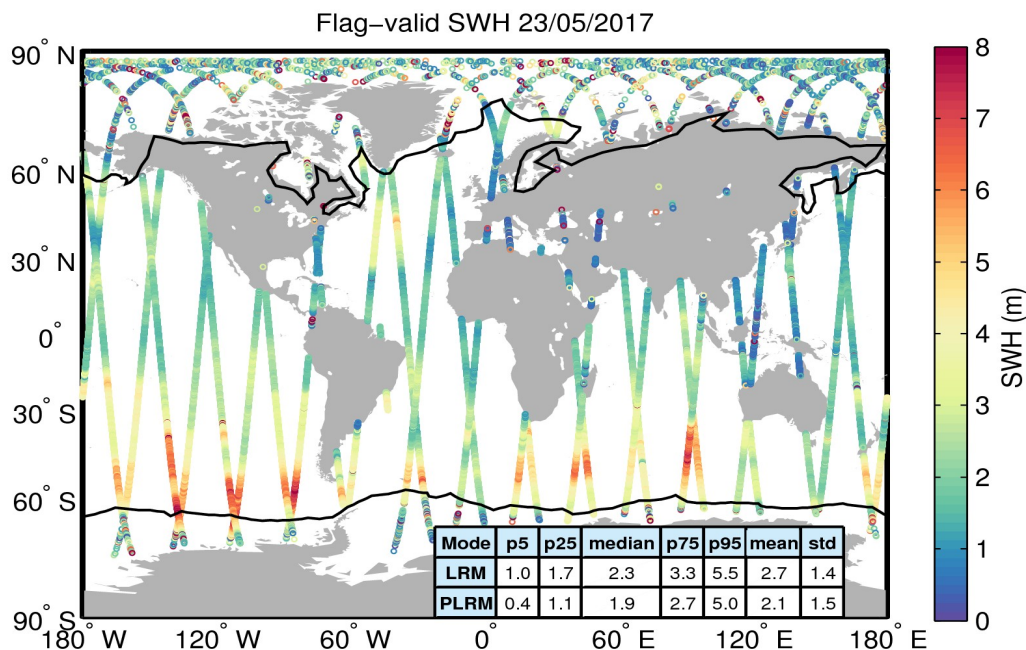 Flag−valid SWH 23/05/2017
90° N
60° N
30° N
0°
30° S
60° S
90° S
180° W
120° W
60° W
0°
60° E
120° E
180° E
8
7
6
5
4
3
2
1
0
SWH (m)
Mode p5 p25 median p75 p95 mean std
LRM 1.0 1.7 2.3 3.3 5.5 2.7 1.4
PLRM 0.4 1.1 1.9 2.7 5.0 2.1 1.5